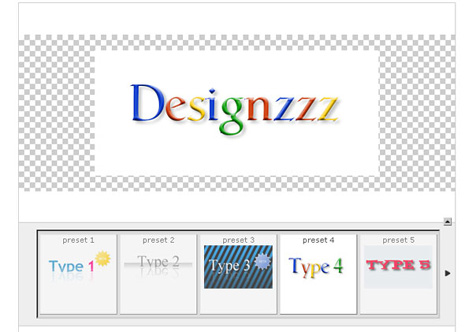 Designzzz
preset 1
preset 2
preset 3
preset 4
preset 5
Type 1
Type 2
Type 3
Type 4
TYPE 5